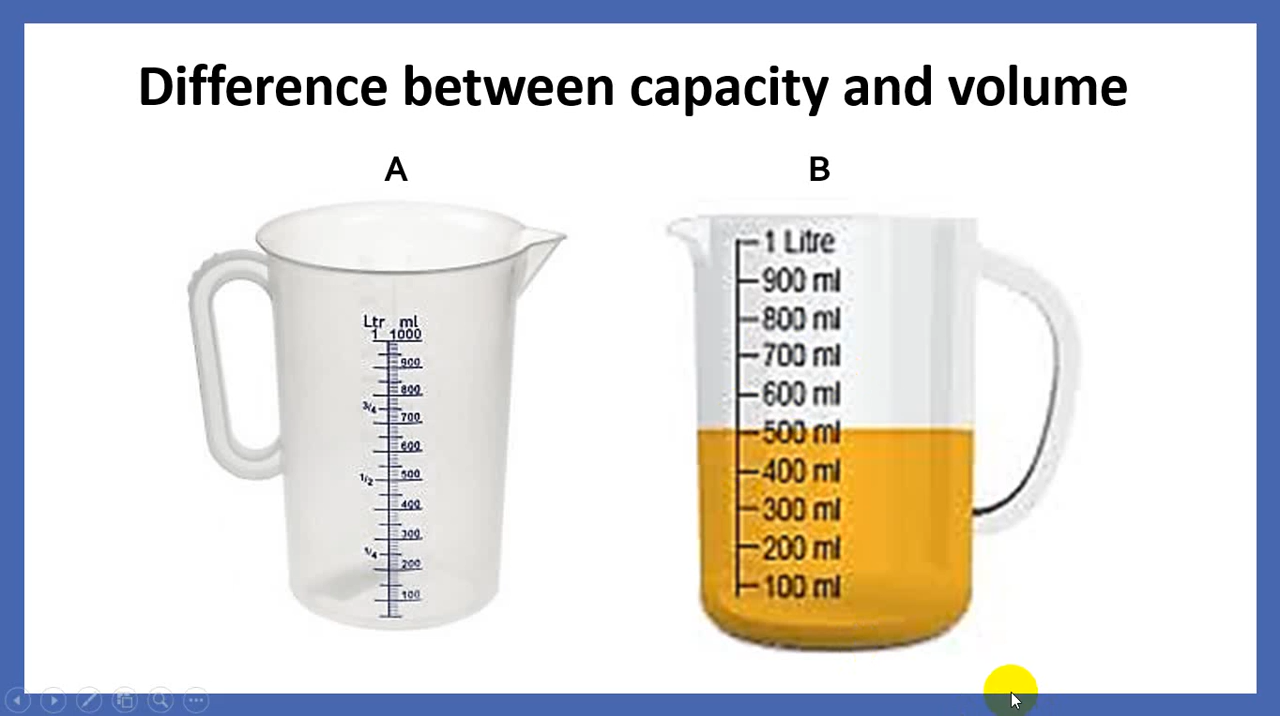 Difference between capacity and volume
A
B
Ltr ml
1 1000
900
800
3/4
700
600
1/2
500
400
300
1/4
200
100
1 Litre
900 ml
800 ml
700 ml
600 ml
500 ml
400 ml
300 ml
200 ml
100 ml